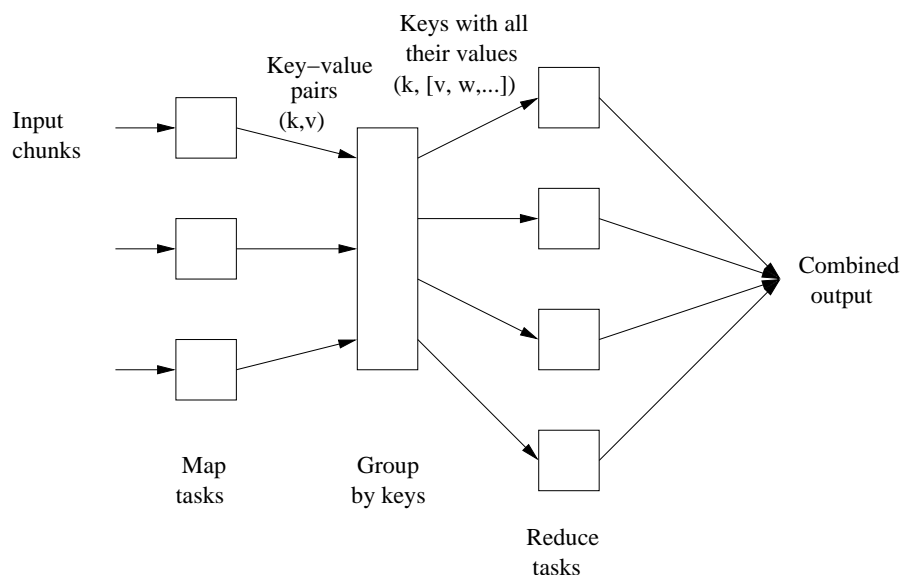 Keys with all
their values
(k, [v, w,...])
Key−value
pairs
(k,v)
Input
chunks
Combined
output
Map
tasks
Group
by keys
Reduce
tasks